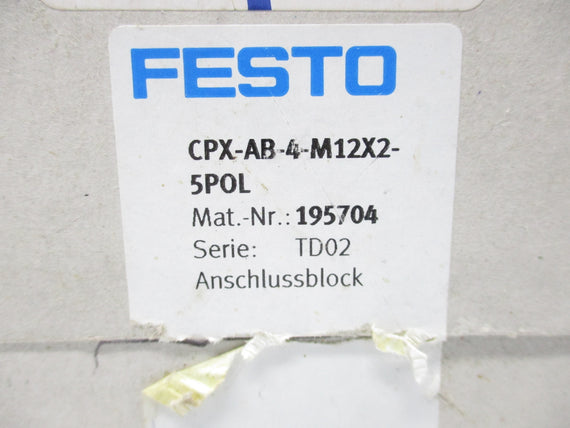 FESTO
CPX-AB-4-M12X2-
5POL
Mat.-Nr.: 195704
Serie: TD02
Anschlussblock